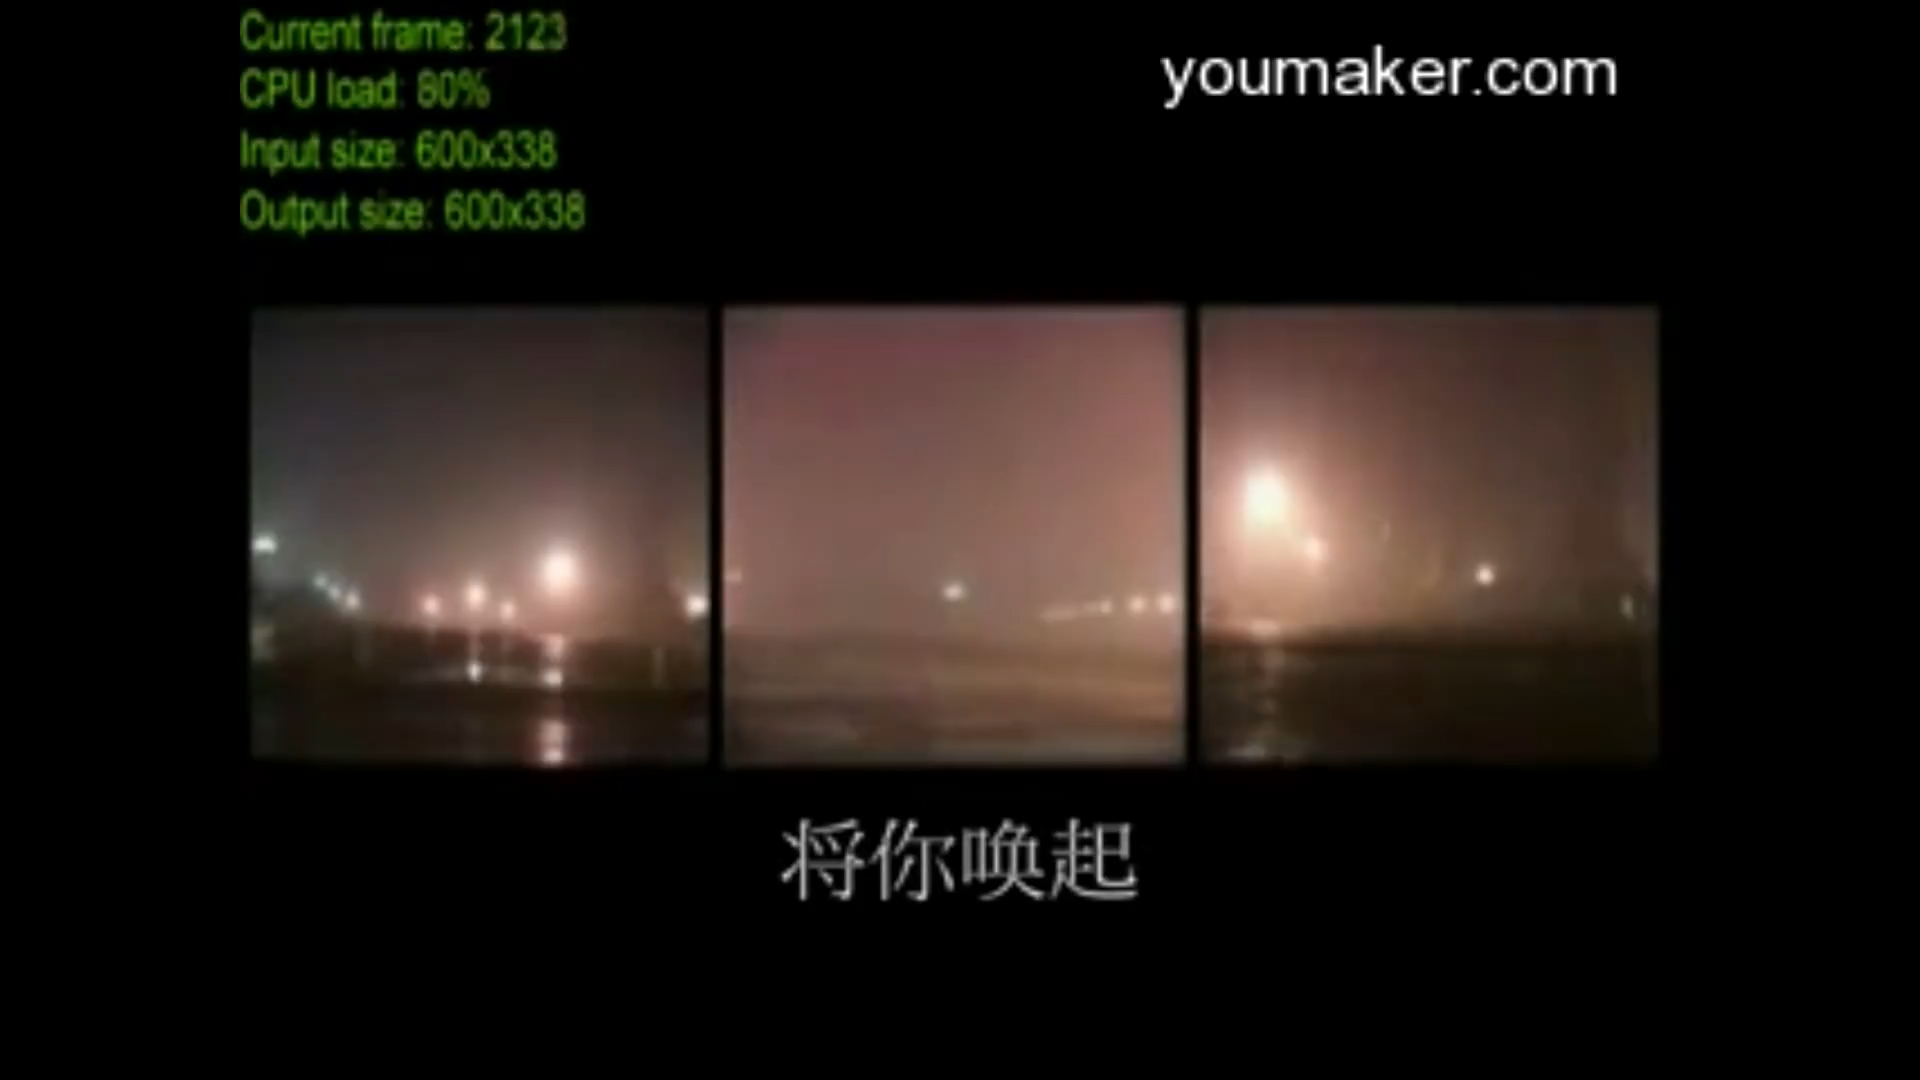 Current frame: 2123
CPU load: 80%
Input size: 600x338
Output size: 600x338
youmaker.com
将你唤起